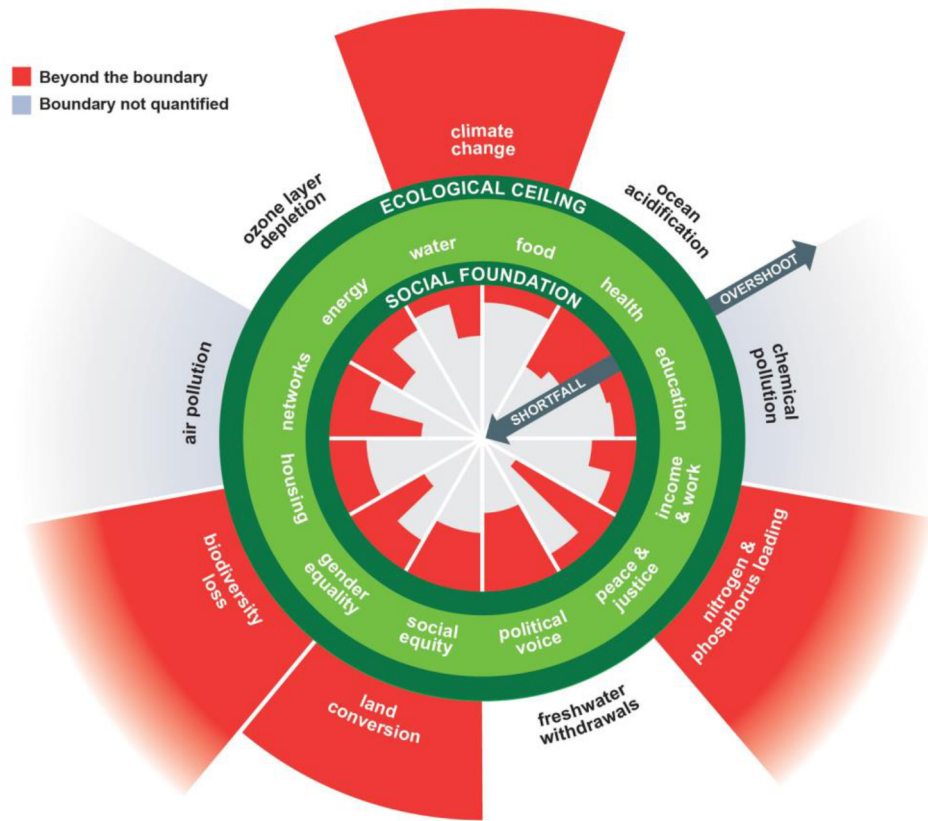 Beyond the boundary
Boundary not quantified
climate
change
ozone layer
depletion
ocean
acidification
ECOLOGICAL CEILING
OVERSHOOT
water
food
energy
health
SOCIAL FOUNDATION
air pollution
networks
education
chemical
pollution
SHORTFALL
housing
income
& work
biodiversity
loss
gender
equality
peace &
justice
nitrogen &
phosphorus loading
social
equity
political
voice
land
conversion
freshwater
withdrawals